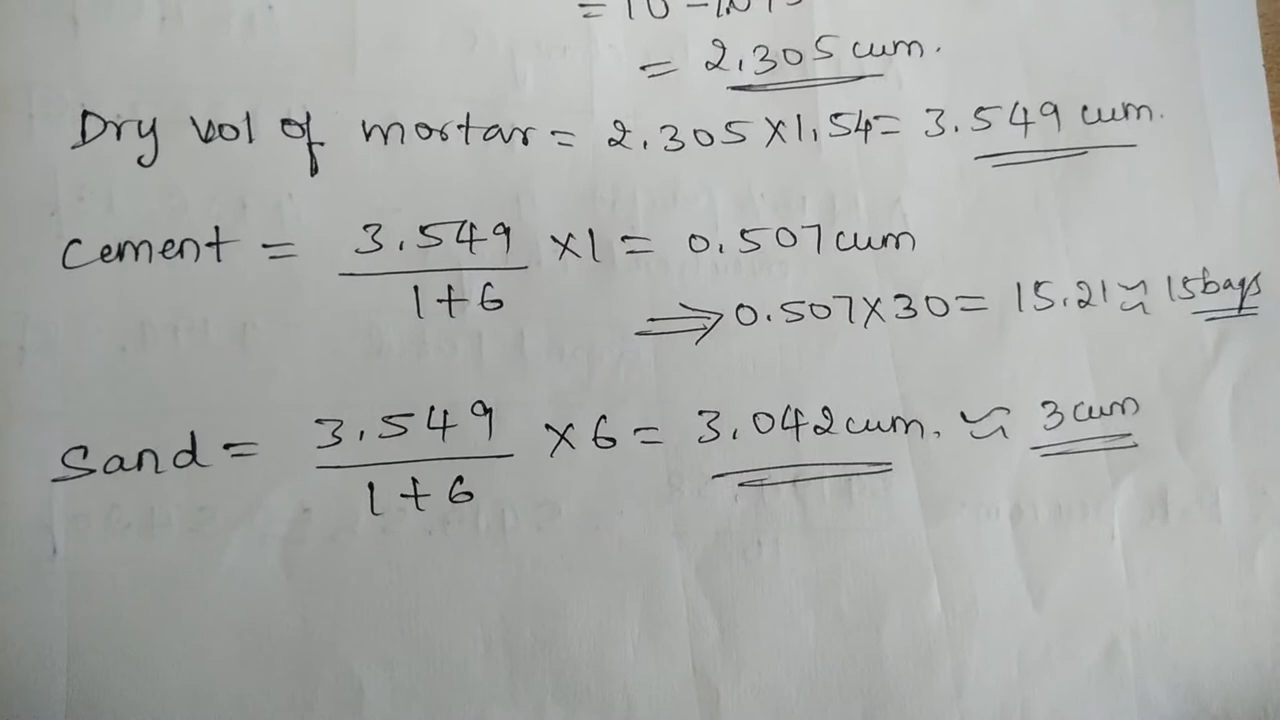 = 10 -
= 2.305 cum.
Dry vol of mortar = 2.305 X 1.54 = 3.549 cum.
Cement = 3.549 / 1+6 x1 = 0.507 cum
⟹ 0.507 X 30 = 15.21 ≈ 15 bags
Sand = 3.549 / 1+6 x 6 = 3.042 cum. ≈ 3 cum